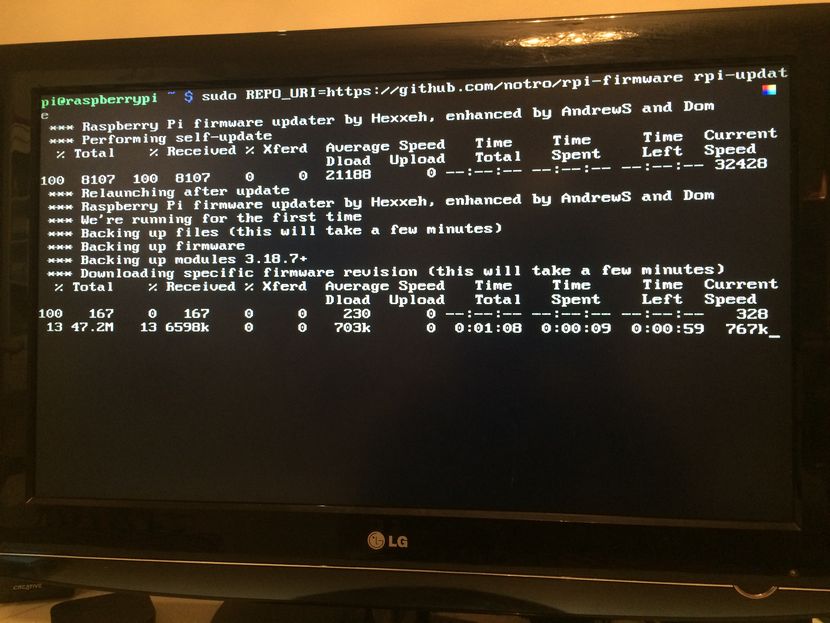 pi@raspberrypi ~ $ sudo REPO_URI=https://github.com/notro/rpi-firmware rpi-updat
e
*** Raspberry Pi firmware updater by Hexxeh, enhanced by AndrewS and Dom
*** Performing self-update
% Total % Received % Xferd Average Speed Time Time Time Current
Dload Upload Total Spent Left Speed
100 8107 100 8107 0 0 21188 0 --:--:-- --:--:-- --:--:-- 32428
*** Relaunching after update
*** Raspberry Pi firmware updater by Hexxeh, enhanced by AndrewS and Dom
*** We're running for the first time
*** Backing up files (this will take a few minutes)
*** Backing up firmware
*** Backing up modules 3.18.7+
*** Downloading specific firmware revision (this will take a few minutes)
% Total % Received % Xferd Average Speed Time Time Time Current
Dload Upload Total Spent Left Speed
100 167 0 167 0 0 230 0 --:--:-- --:--:-- --:--:-- 328
13 47.2M 13 6598k 0 0 703k 0 0:01:08 0:00:09 0:00:59 767k_
LG
CREATIVE